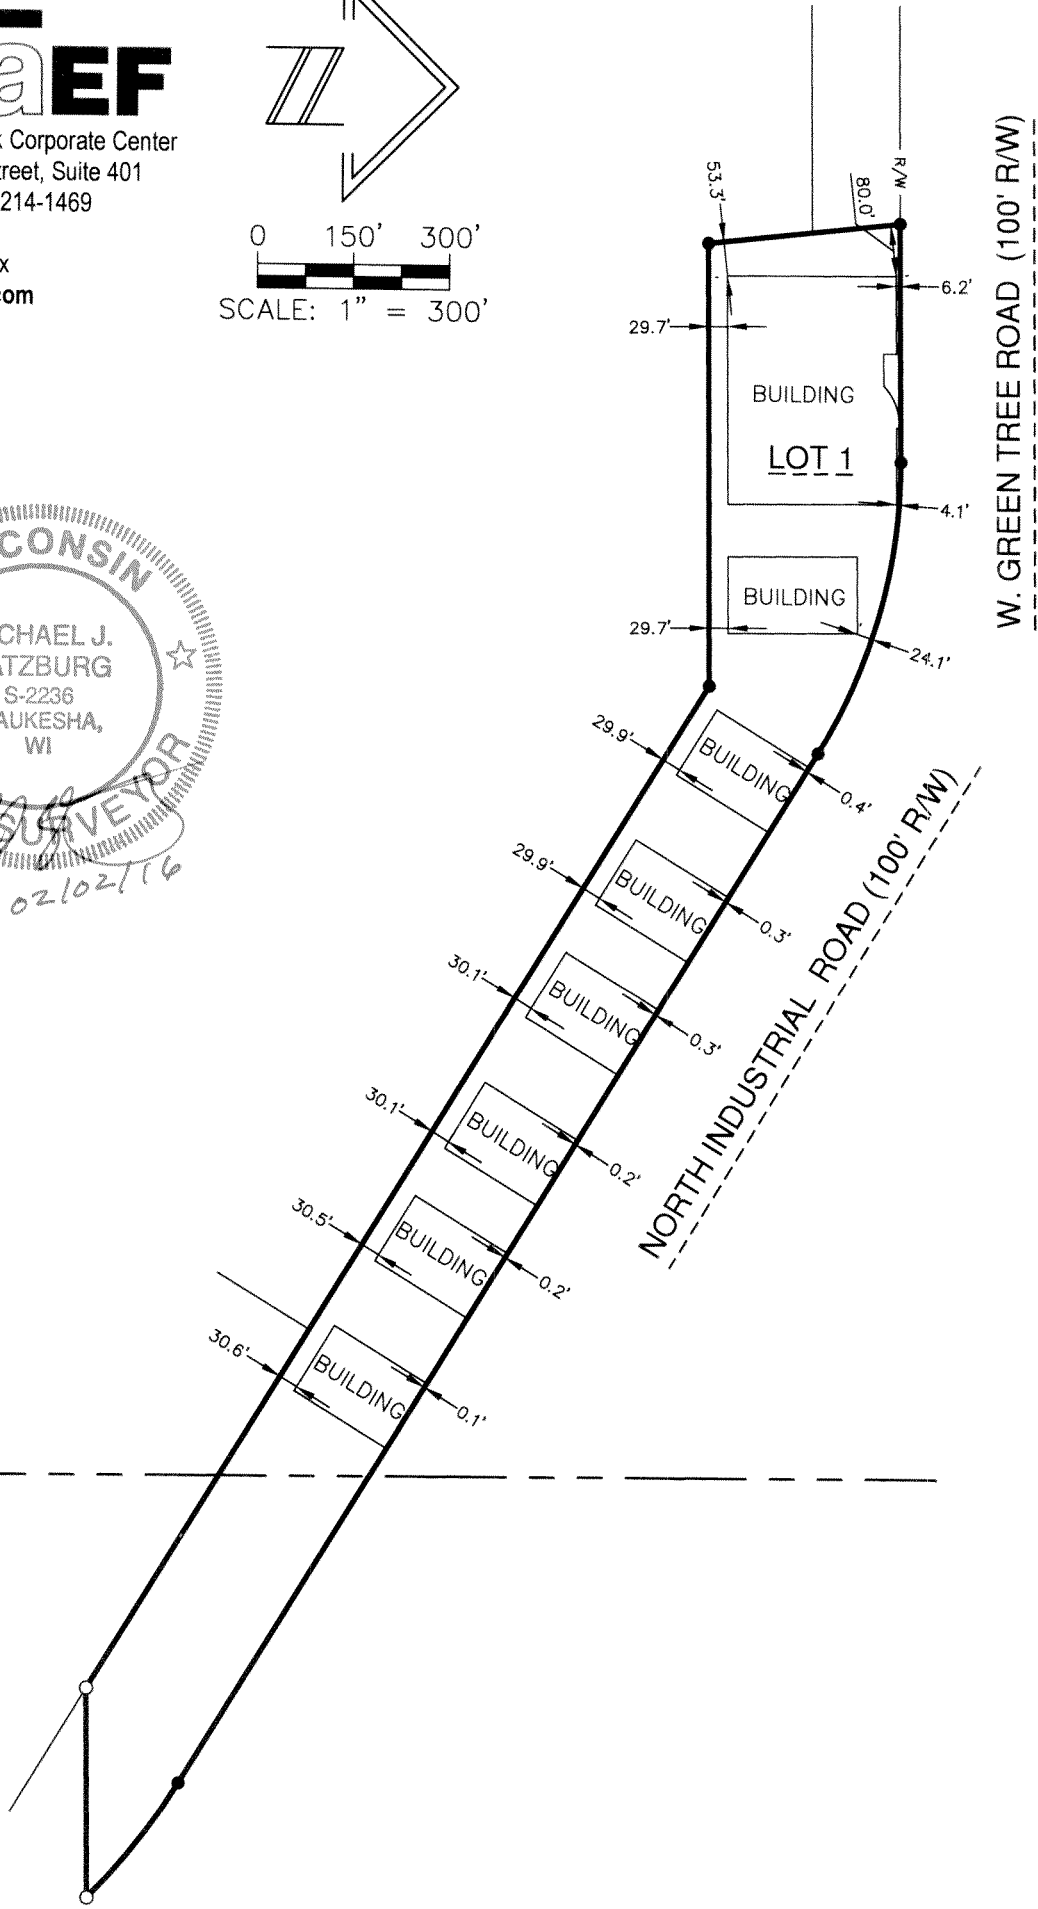 aEF
Corporate Center
Street, Suite 401
214-1469
x
com
0 150' 300'
SCALE: 1" = 300'
53.3'
80.0'
R/W
6.2'
29.7'
BUILDING
LOT 1
4.1'
BUILDING
29.7'
24.1'
W. GREEN TREE ROAD (100' R/W)
CONSIN
CHAEL J.
ATZBURG
S-2236
AUKESHA,
WI
SURVEYOR
02/02/16
29.9'
BUILDING
0.4'
29.9'
BUILDING
0.3'
30.1'
BUILDING
0.3'
30.1'
BUILDING
0.2'
30.5'
BUILDING
0.2'
30.6'
BUILDING
0.1'
NORTH INDUSTRIAL ROAD (100' R/W)